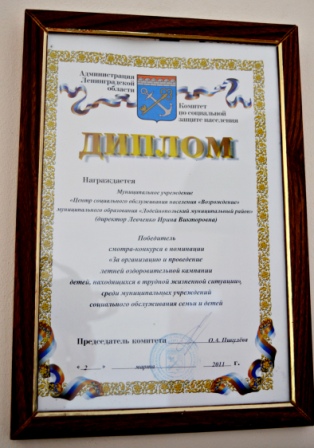 Администрация
Ленинградской
области
Комитет
по социальной
защите населения
ДИПЛОМ
Награждается
Муниципальное учреждение
«Центр социального обслуживания населения «Возрождение»
муниципального образования «Лодейнопольский муниципальный район»
(директор Левченко Ирина Викторовна)
Победитель
смотра-конкурса в номинации
«За организацию и проведение
летней оздоровительной кампании
детей, находящихся в трудной жизненной ситуации»
среди муниципальных учреждений
социального обслуживания семьи и детей
Председатель комитета О.А.
" 2 " марта 2011 г.